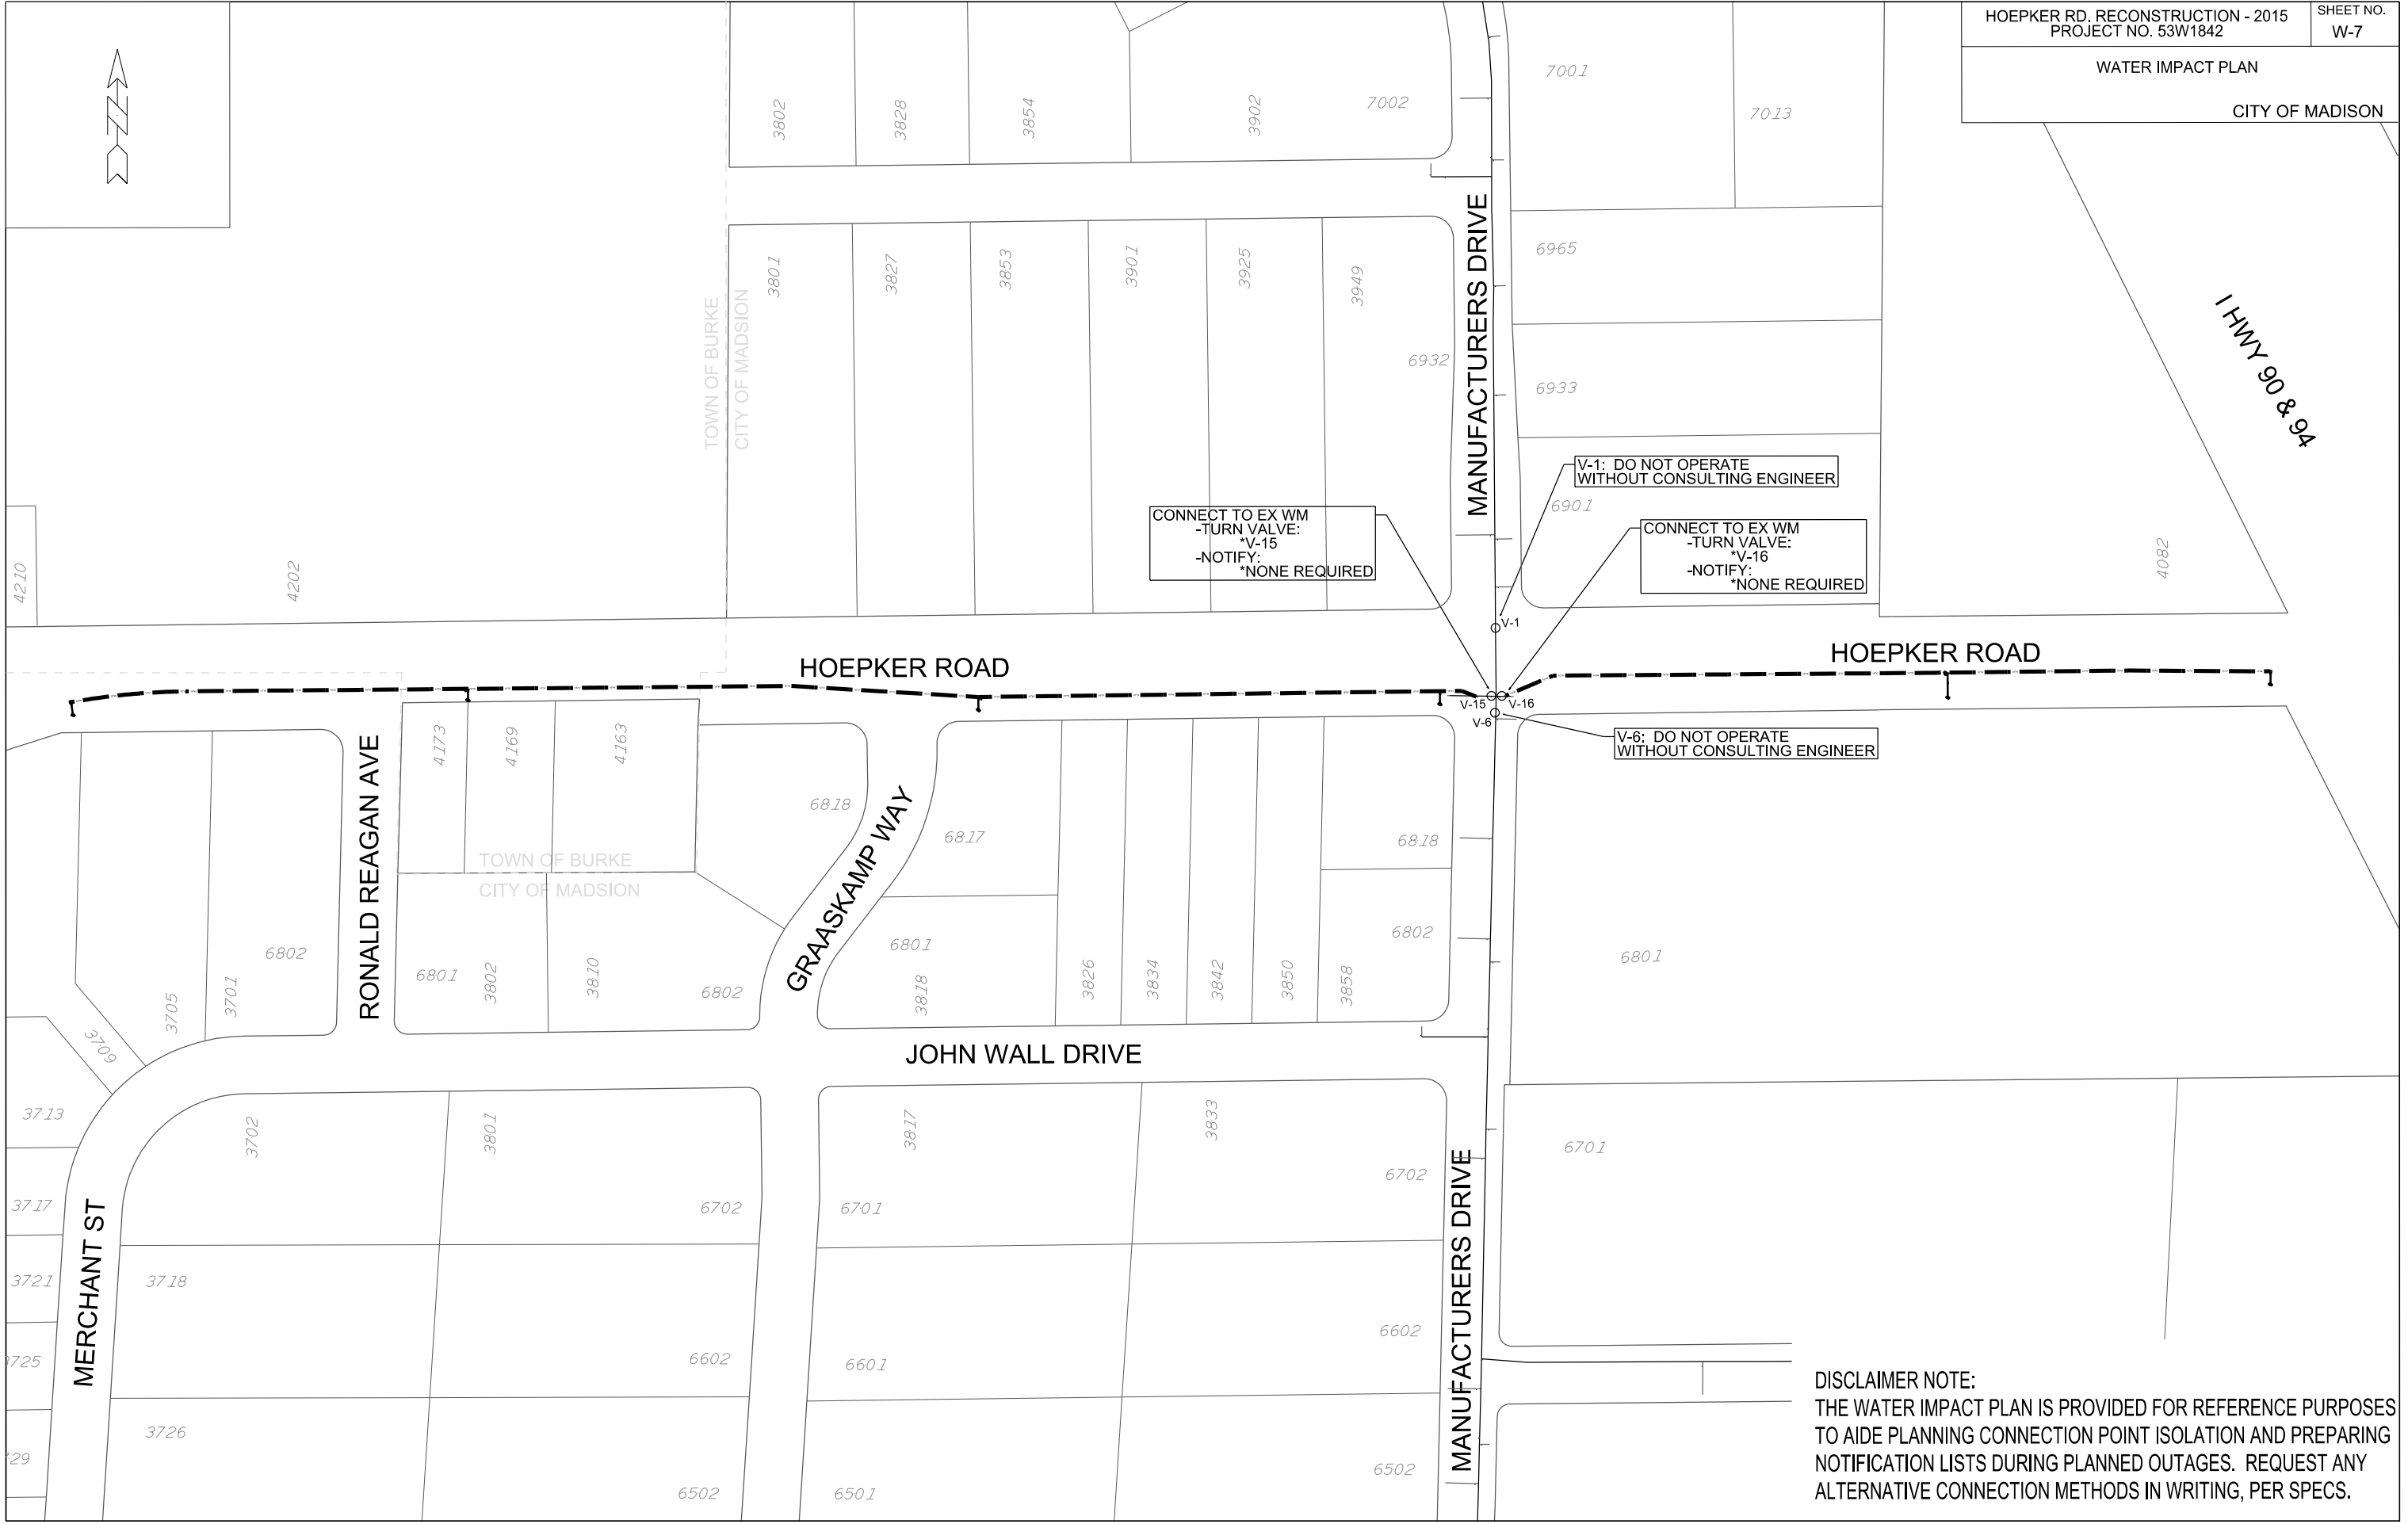 HOEPKER RD. RECONSTRUCTION - 2015
PROJECT NO. 53W1842
SHEET NO.
W-7
WATER IMPACT PLAN
CITY OF MADISON
3802
3828
3854
3902
7002
7001
7013
3801
3827
3853
3901
3925
3949
6932
6965
6933
6901
TOWN OF BURKE
CITY OF MADSION
MANUFACTURERS DRIVE
I HWY 90 & 94
4210
4202
4082
V-1: DO NOT OPERATE
WITHOUT CONSULTING ENGINEER
CONNECT TO EX WM
-TURN VALVE:
*V-15
-NOTIFY:
*NONE REQUIRED
CONNECT TO EX WM
-TURN VALVE:
*V-16
-NOTIFY:
*NONE REQUIRED
V-1
HOEPKER ROAD
HOEPKER ROAD
V-15
V-16
V-6
V-6: DO NOT OPERATE
WITHOUT CONSULTING ENGINEER
RONALD REAGAN AVE
4173
4169
4163
6818
GRAASKAMP WAY
6817
6818
TOWN OF BURKE
CITY OF MADSION
3705
3701
6802
6801
3802
3810
6802
6801
3818
3826
3834
3842
3850
3858
6802
6801
3709
JOHN WALL DRIVE
3713
3702
3801
3817
3833
6702
6701
3717
6702
6701
MERCHANT ST
MANUFACTURERS DRIVE
3721
3718
3725
6602
6601
6602
3726
6502
6501
6502
DISCLAIMER NOTE:
THE WATER IMPACT PLAN IS PROVIDED FOR REFERENCE PURPOSES
TO AIDE PLANNING CONNECTION POINT ISOLATION AND PREPARING
NOTIFICATION LISTS DURING PLANNED OUTAGES. REQUEST ANY
ALTERNATIVE CONNECTION METHODS IN WRITING, PER SPECS.